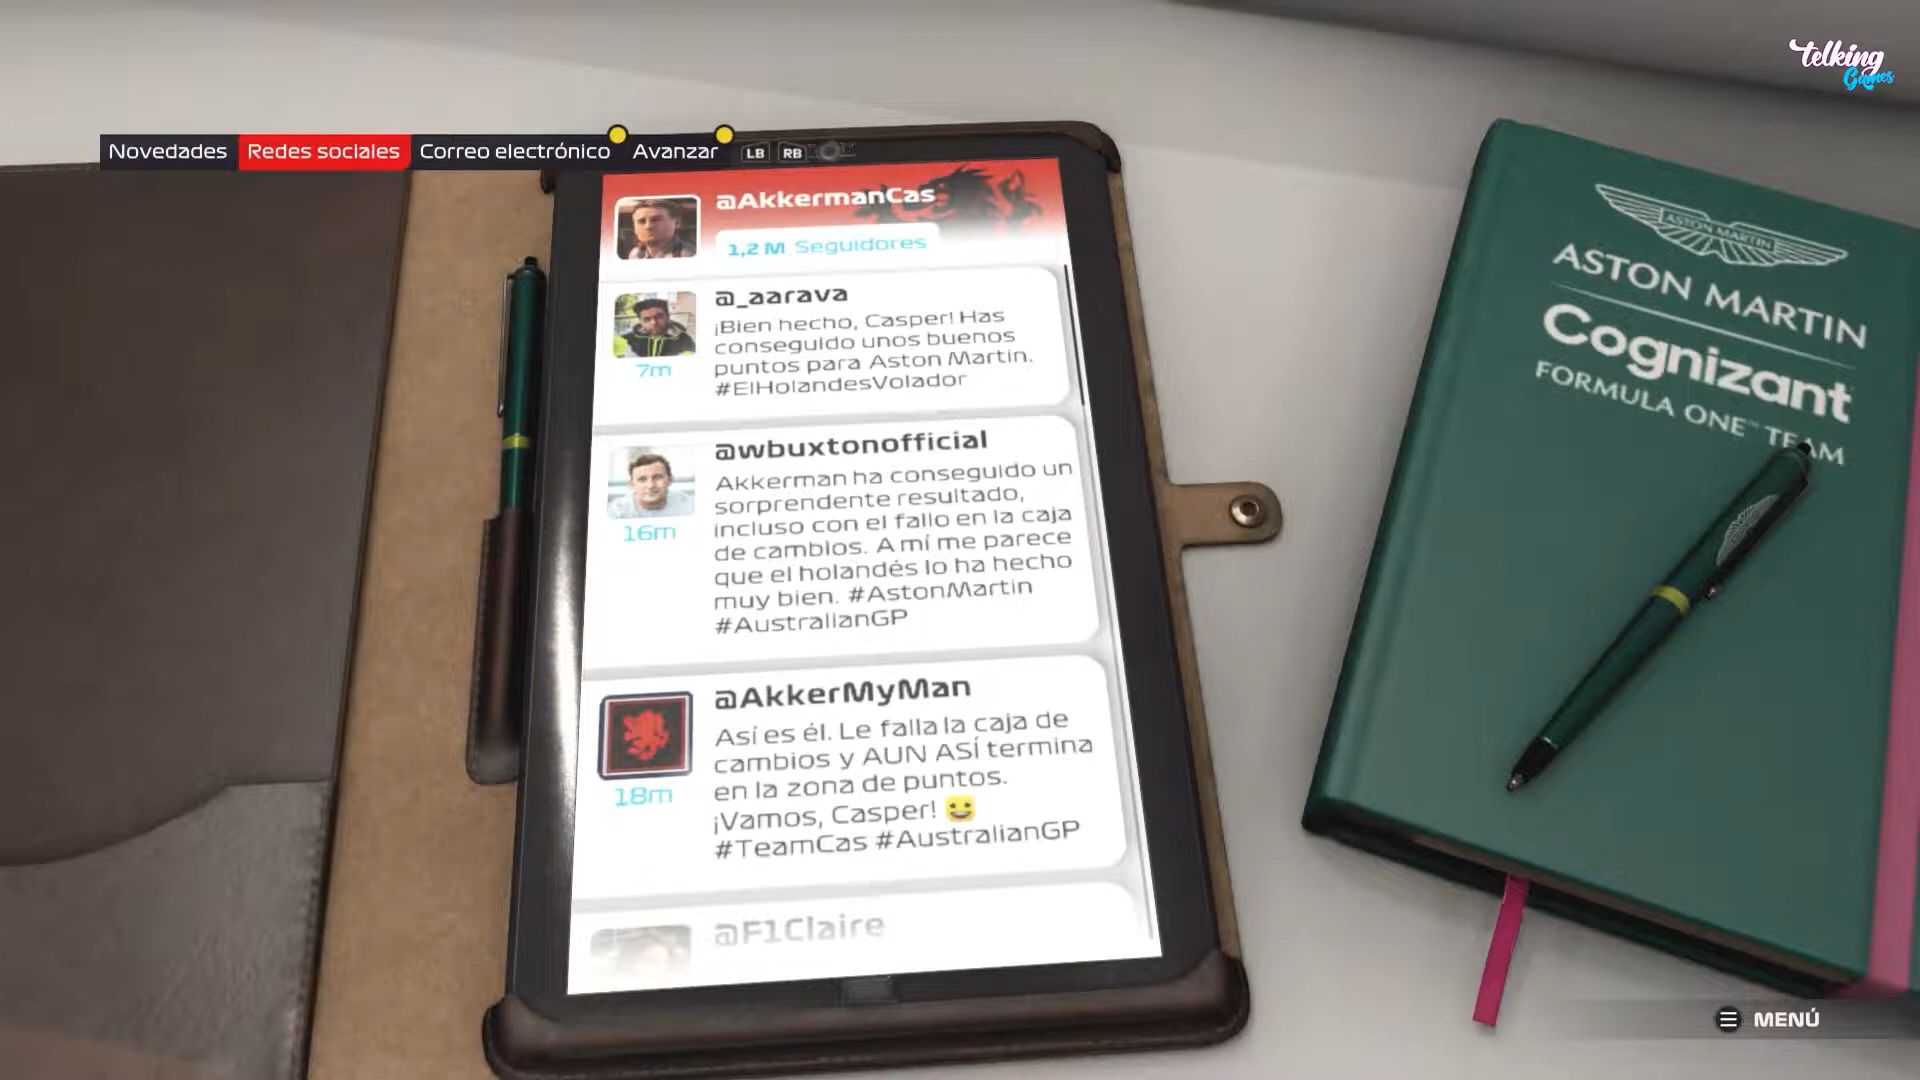 telking
Games
Novedades
Redes sociales
Correo electrónico
Avanzar
LB
RB
@AkkermanCas
1,2 M Seguidores
@_aarava
7m
¡Bien hecho, Casper! Has
conseguido unos buenos
puntos para Aston Martin.
#ElHolandesVolador
@wbuxtonofficial
16m
Akkerman ha conseguido un
sorprendente resultado,
incluso con el fallo en la caja
de cambios. A mí me parece
que el holandés lo ha hecho
muy bien. #AstonMartin
#AustralianGP
@AkkerMyMan
18m
Así es él. Le falla la caja de
cambios y AUN ASÍ termina
en la zona de puntos.
¡Vamos, Casper! 😀
#TeamCas #AustralianGP
@F1Claire
ASTON MARTIN
ASTON MARTIN
Cognizant
FORMULA ONE™ TEAM
MENÚ